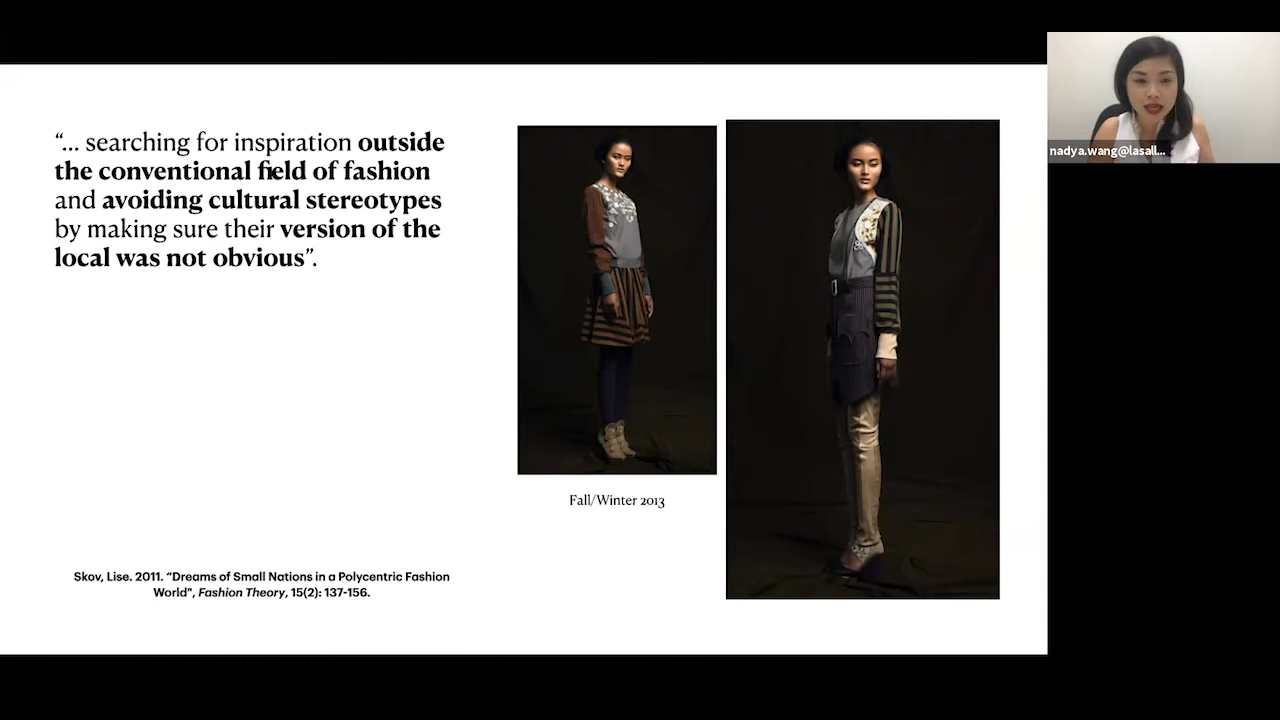 “... searching for inspiration outside
the conventional field of fashion
and avoiding cultural stereotypes
by making sure their version of the
local was not obvious”.
Fall/Winter 2013
Skov, Lise. 2011. “Dreams of Small Nations in a Polycentric Fashion
World", Fashion Theory, 15(2): 137-156.
nadya.wang@lasall...